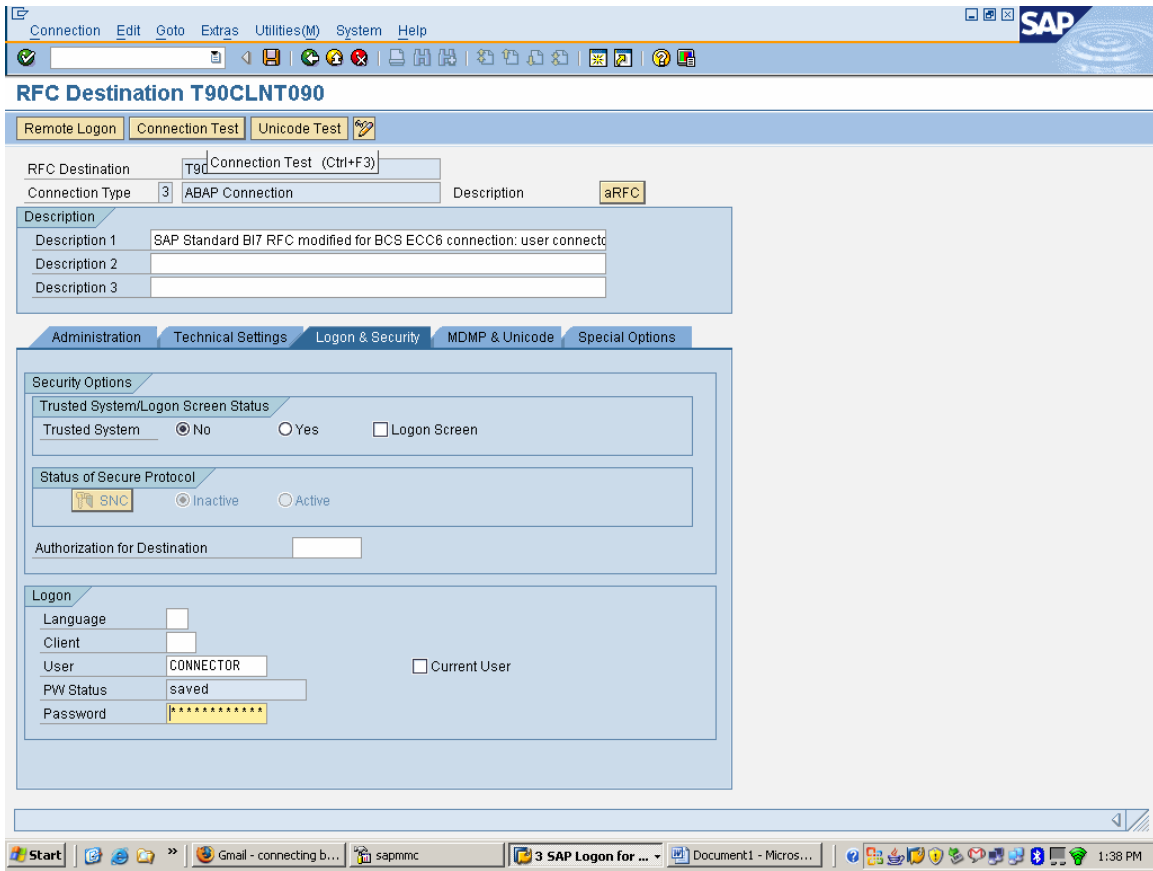 Connection Edit Goto Extras Utilities(M) System Help
SAP
RFC Destination T90CLNT090
Remote Logon Connection Test Unicode Test
RFC Destination T90
Connection Test (Ctrl+F3)
Connection Type 3 ABAP Connection Description aRFC
Description
Description 1 SAP Standard BI7 RFC modified for BCS ECC6 connection: user connecto
Description 2
Description 3
Administration Technical Settings Logon & Security MDMP & Unicode Special Options
Security Options
Trusted System/Logon Screen Status
Trusted System No Yes Logon Screen
Status of Secure Protocol
SNC Inactive Active
Authorization for Destination
Logon
Language
Client
User CONNECTOR Current User
PW Status saved
Password ************
Start » Gmail - connecting b... sapmmc 3 SAP Logon for ... Document1 - Micros... 1:38 PM